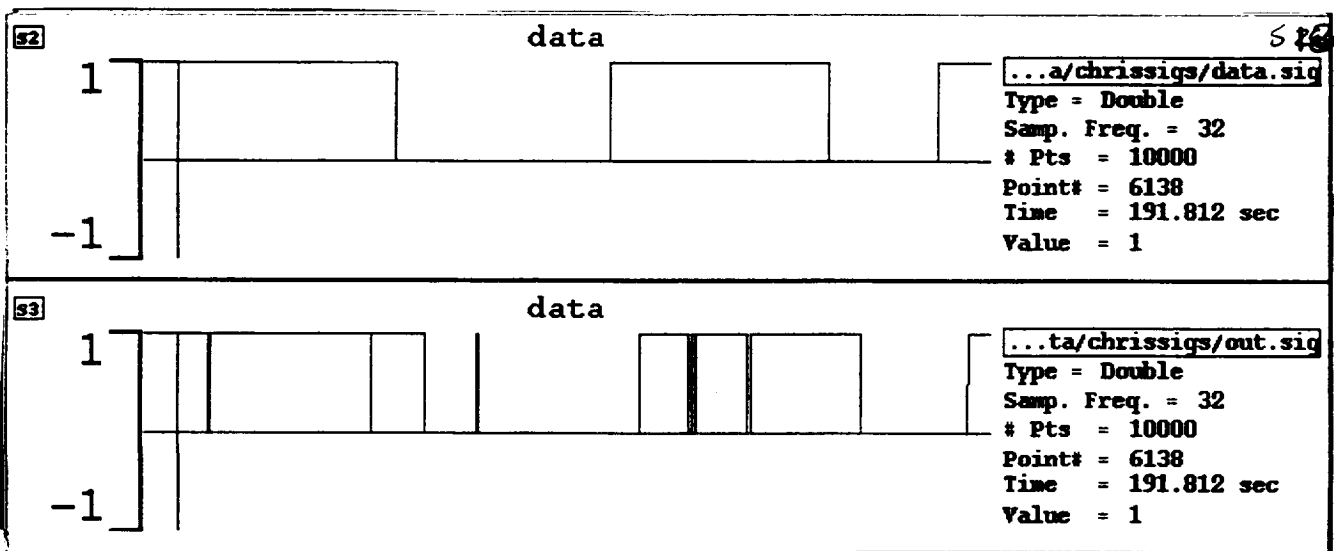 s2
data
1
-1
...a/chrissigs/data.sig
Type = Double
Samp. Freq. = 32
# Pts = 10000
Point# = 6138
Time = 191.812 sec
Value = 1
s3
data
1
-1
...ta/chrissigs/out.sig
Type = Double
Samp. Freq. = 32
# Pts = 10000
Point# = 6138
Time = 191.812 sec
Value = 1